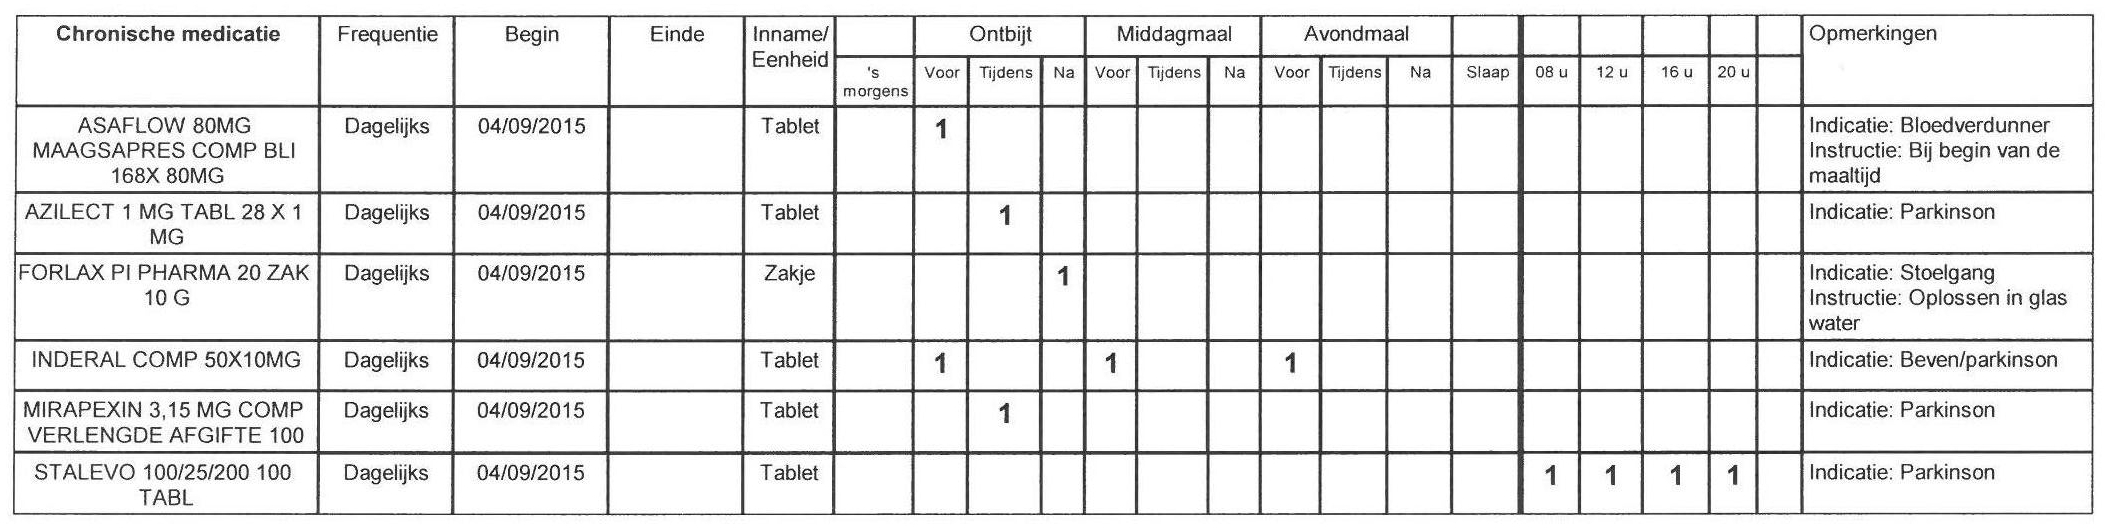 Chronische medicatie Frequentie Begin Einde Inname/ Ontbijt Middagmaal Avondmaal Opmerkingen
Eenheid
's Voor Tijdens Na Voor Tijdens Na Voor Tijdens Na Slaap 08 u 12 u 16 u 20 u
morgens
ASAFLOW 80MG Dagelijks 04/09/2015 Tablet 1 Indicatie: Bloedverdunner
MAAGSAPRES COMP BLI Instructie: Bij begin van de
168X 80MG maaltijd
AZILECT 1 MG TABL 28 X 1 Dagelijks 04/09/2015 Tablet 1 Indicatie: Parkinson
MG
FORLAX PI PHARMA 20 ZAK Dagelijks 04/09/2015 Zakje 1 Indicatie: Stoelgang
10 G Instructie: Oplossen in glas
water
INDERAL COMP 50X10MG Dagelijks 04/09/2015 Tablet 1 1 1 Indicatie: Beven/parkinson
MIRAPEXIN 3,15 MG COMP Dagelijks 04/09/2015 Tablet 1 Indicatie: Parkinson
VERLENGDE AFGIFTE 100
STALEVO 100/25/200 100 Dagelijks 04/09/2015 Tablet 1 1 1 1 Indicatie: Parkinson
TABL